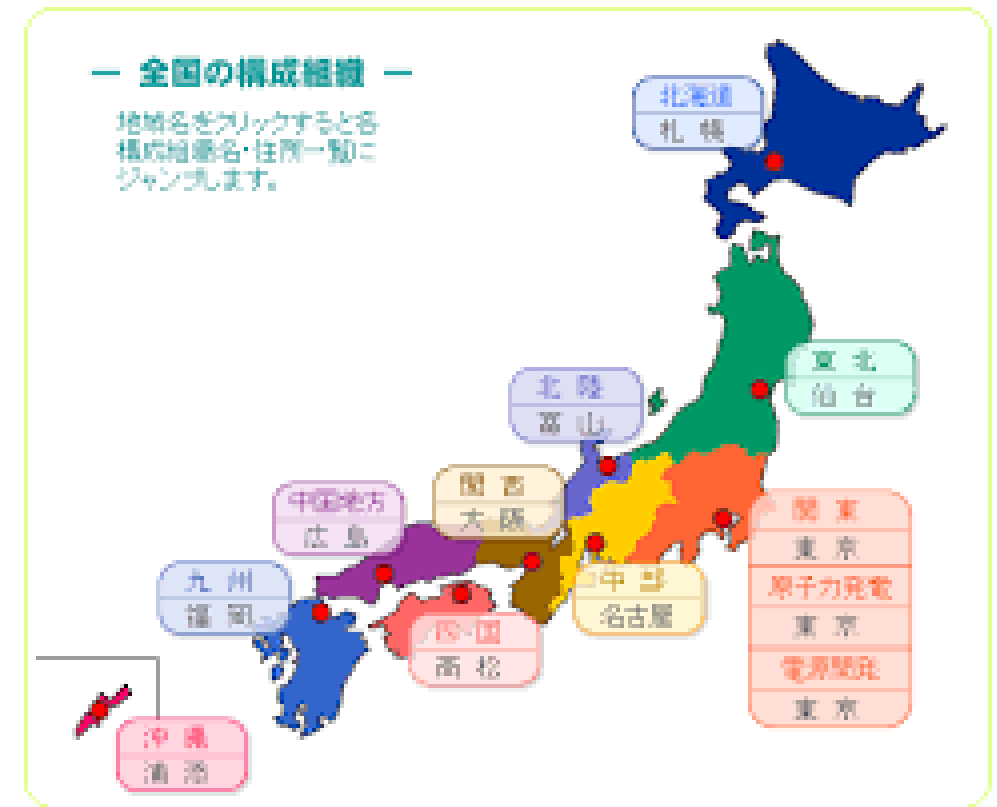 ― 全国の構成組織 ―
地域名をクリックすると各
構成組織名・住所一覧に
ジャンプします。
北海道
札 幌
東 北
仙 台
北 陸
富 山
関 西
大 阪
中国地方
広 島
関 東
東 京
原子力発電
東 京
電源開発
東 京
九 州
福 岡
中 部
名古屋
四 国
高 松
沖 縄
浦 添